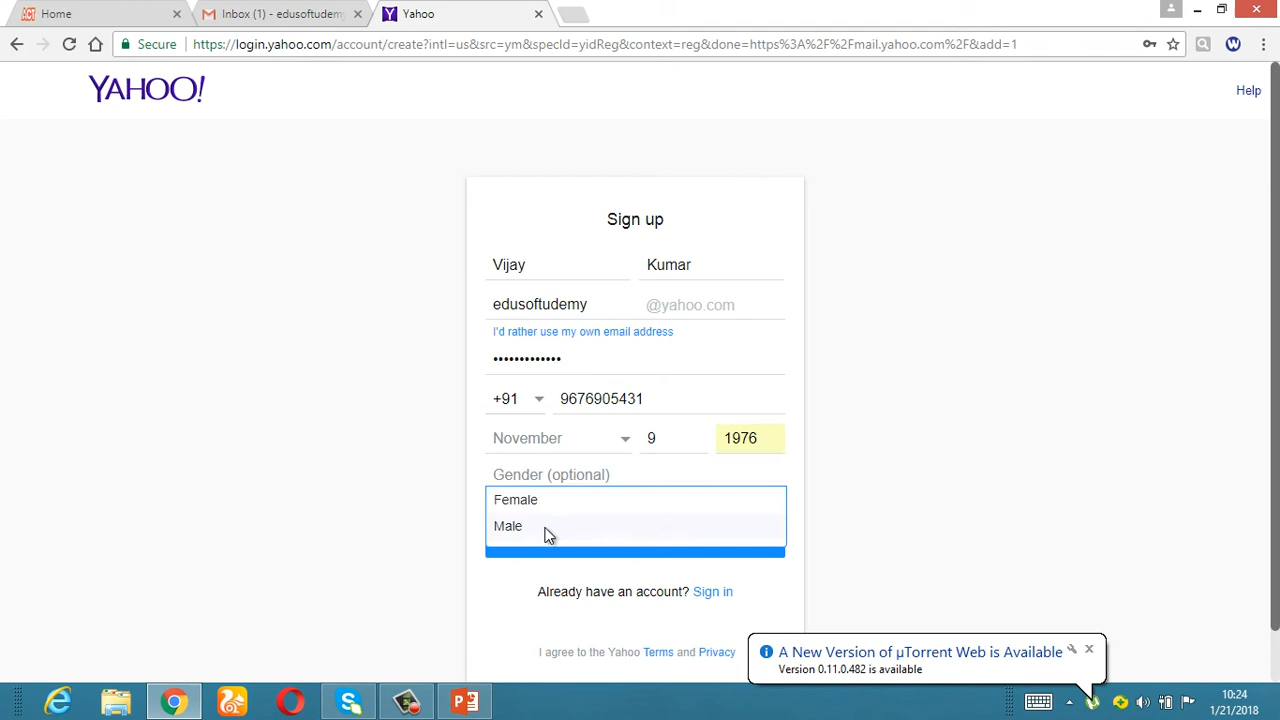 Home
Inbox (1) - edusoftudemy
Yahoo
Secure
https://login.yahoo.com/account/create?intl=us&src=ym&specId=yidReg&context=reg&done=https%3A%2F%2Fmail.yahoo.com%2F&add=1
YAHOO!
Help
Sign up
Vijay Kumar
edusoftudemy @yahoo.com
I'd rather use my own email address
+91 9676905431
November 9 1976
Gender (optional)
Female
Male
Already have an account? Sign in
I agree to the Yahoo Terms and Privacy
A New Version of µTorrent Web is Available
Version 0.11.0.482 is available
10:24
1/21/2018